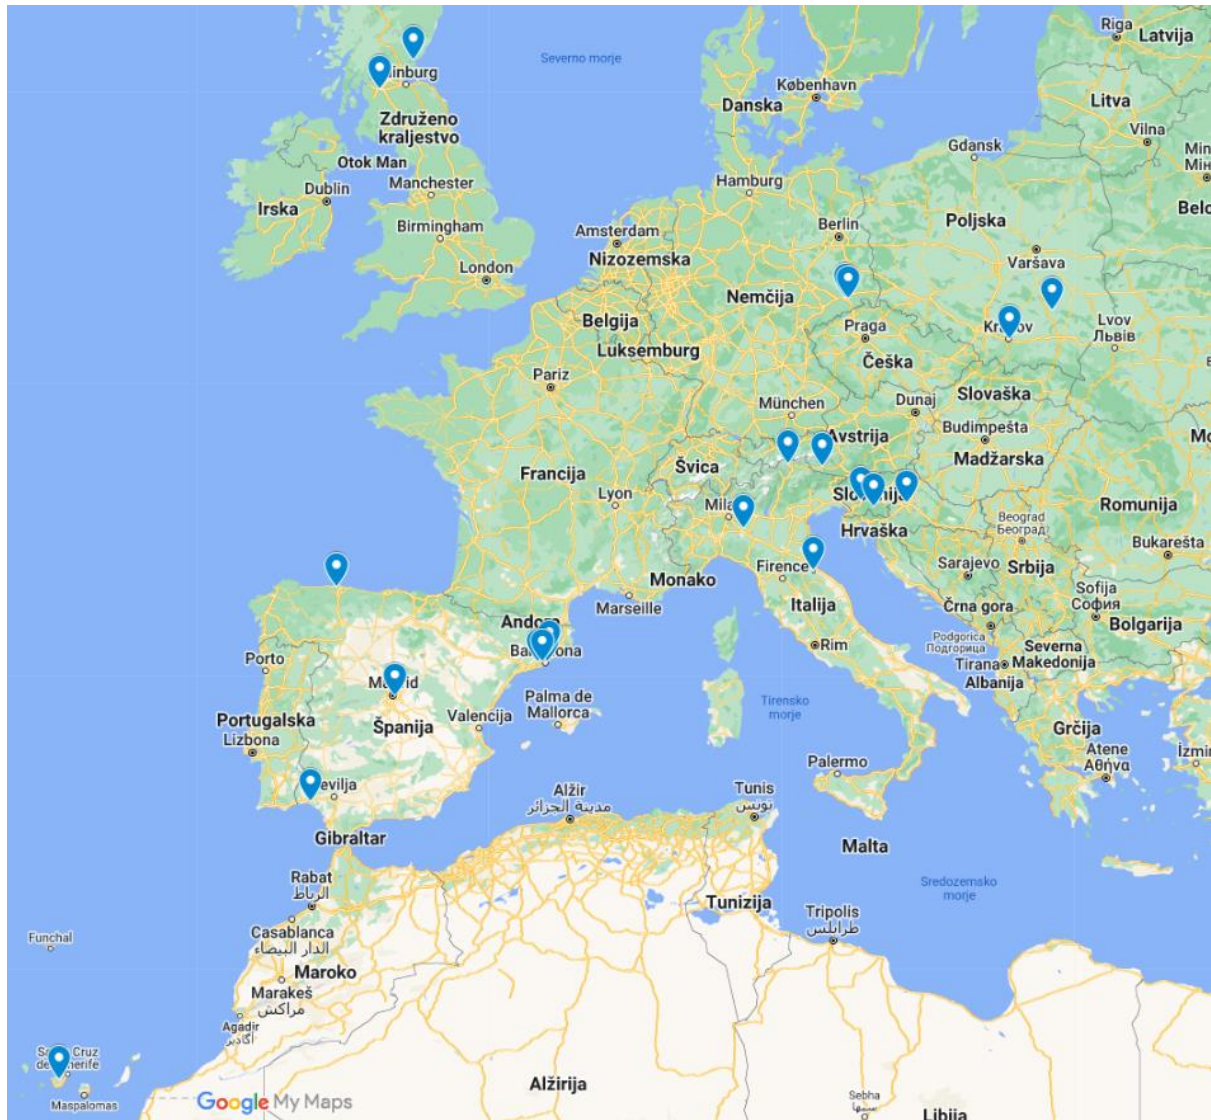 Riga
Latvija
Severno morje
København
Danska
Litva
Vilna
Združeno
kraljestvo
Otok Man
Dublin
Irska
Manchester
Birmingham
London
Gdansk
Hamburg
Berlin
Poljska
Varšava
Amsterdam
Nizozemska
Nemčija
Belgija
Luksemburg
Praga
Češka
Lvov
Львів
Pariz
München
Dunaj
Slovaška
Avstrija
Budimpešta
Madžarska
Švica
Francija
Lyon
Hrvaška
Romunija
Beograd
Београд
Bukarešta
Firence
Monako
Marseille
Sarajevo
Srbija
Sofija
София
Italija
Črna gora
Bolgarija
Rim
Podgorica
Подгорица
Severna
Makedonija
Tirana
Albanija
Porto
Palma de
Mallorca
Tirensko
morje
Portugalska
Lizbona
Španija
Valencija
Grčija
Atene
Αθήνα
Palermo
Alžir
مدينة الجزائر
Tunis
تونس
Gibraltar
Malta
Rabat
الرباط
Sredozemsko
morje
Tunizija
Tripolis
طرابلس
Casablanca
الدار البيضاء
Funchal
Maroko
Marakeš
مراكش
Agadir
أكادير
Maspalomas
Google My Maps
Alžirija
Sebha
سبها
Libija